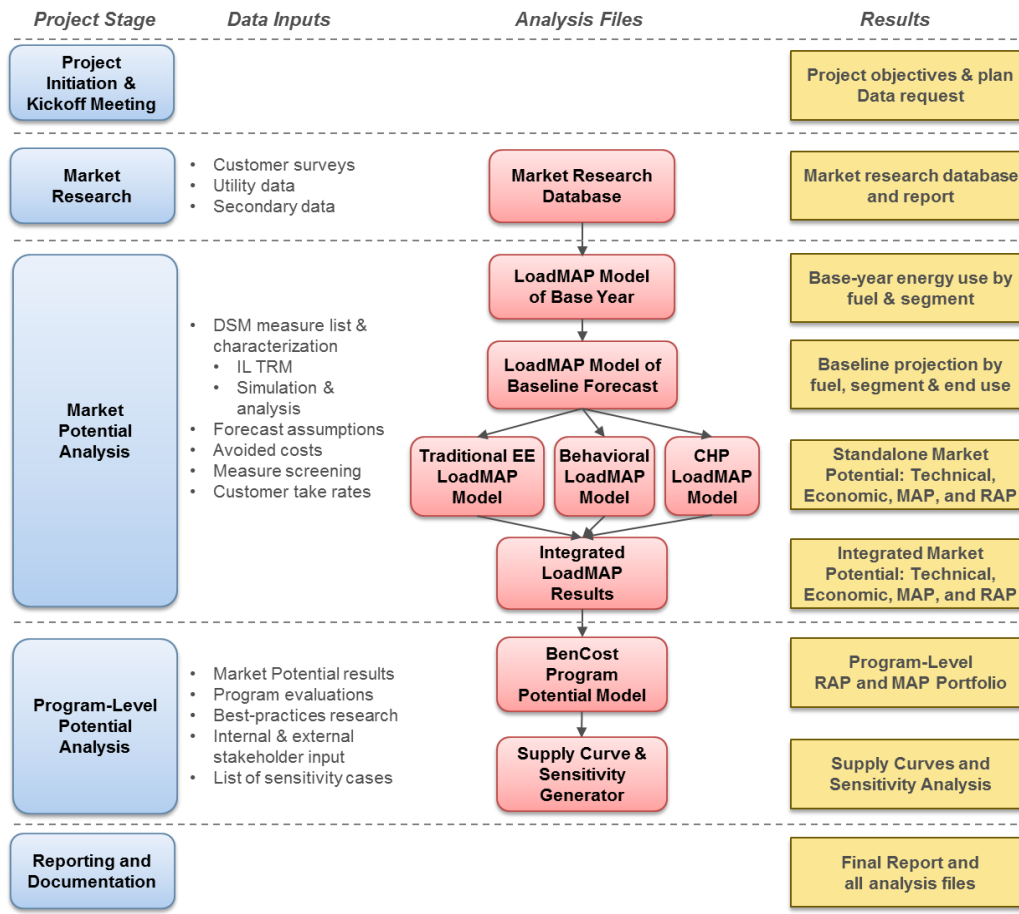 Project Stage
Data Inputs
Analysis Files
Results
Project
Initiation &
Kickoff Meeting
Project objectives & plan
Data request
Market
Research
• Customer surveys
• Utility data
• Secondary data
Market Research
Database
Market research database
and report
Market
Potential
Analysis
• DSM measure list &
characterization
• IL TRM
• Simulation &
analysis
• Forecast assumptions
• Avoided costs
• Measure screening
• Customer take rates
LoadMAP Model
of Base Year
LoadMAP Model of
Baseline Forecast
Traditional EE
LoadMAP
Model
Behavioral
LoadMAP
Model
CHP
LoadMAP
Model
Integrated
LoadMAP
Results
Base-year energy use by
fuel & segment
Baseline projection by
fuel, segment & end use
Standalone Market
Potential: Technical,
Economic, MAP, and RAP
Integrated Market
Potential: Technical,
Economic, MAP, and RAP
Program-Level
Potential
Analysis
• Market Potential results
• Program evaluations
• Best-practices research
• Internal & external
stakeholder input
• List of sensitivity cases
BenCost
Program
Potential Model
Supply Curve &
Sensitivity
Generator
Program-Level
RAP and MAP Portfolio
Supply Curves and
Sensitivity Analysis
Reporting and
Documentation
Final Report and
all analysis files